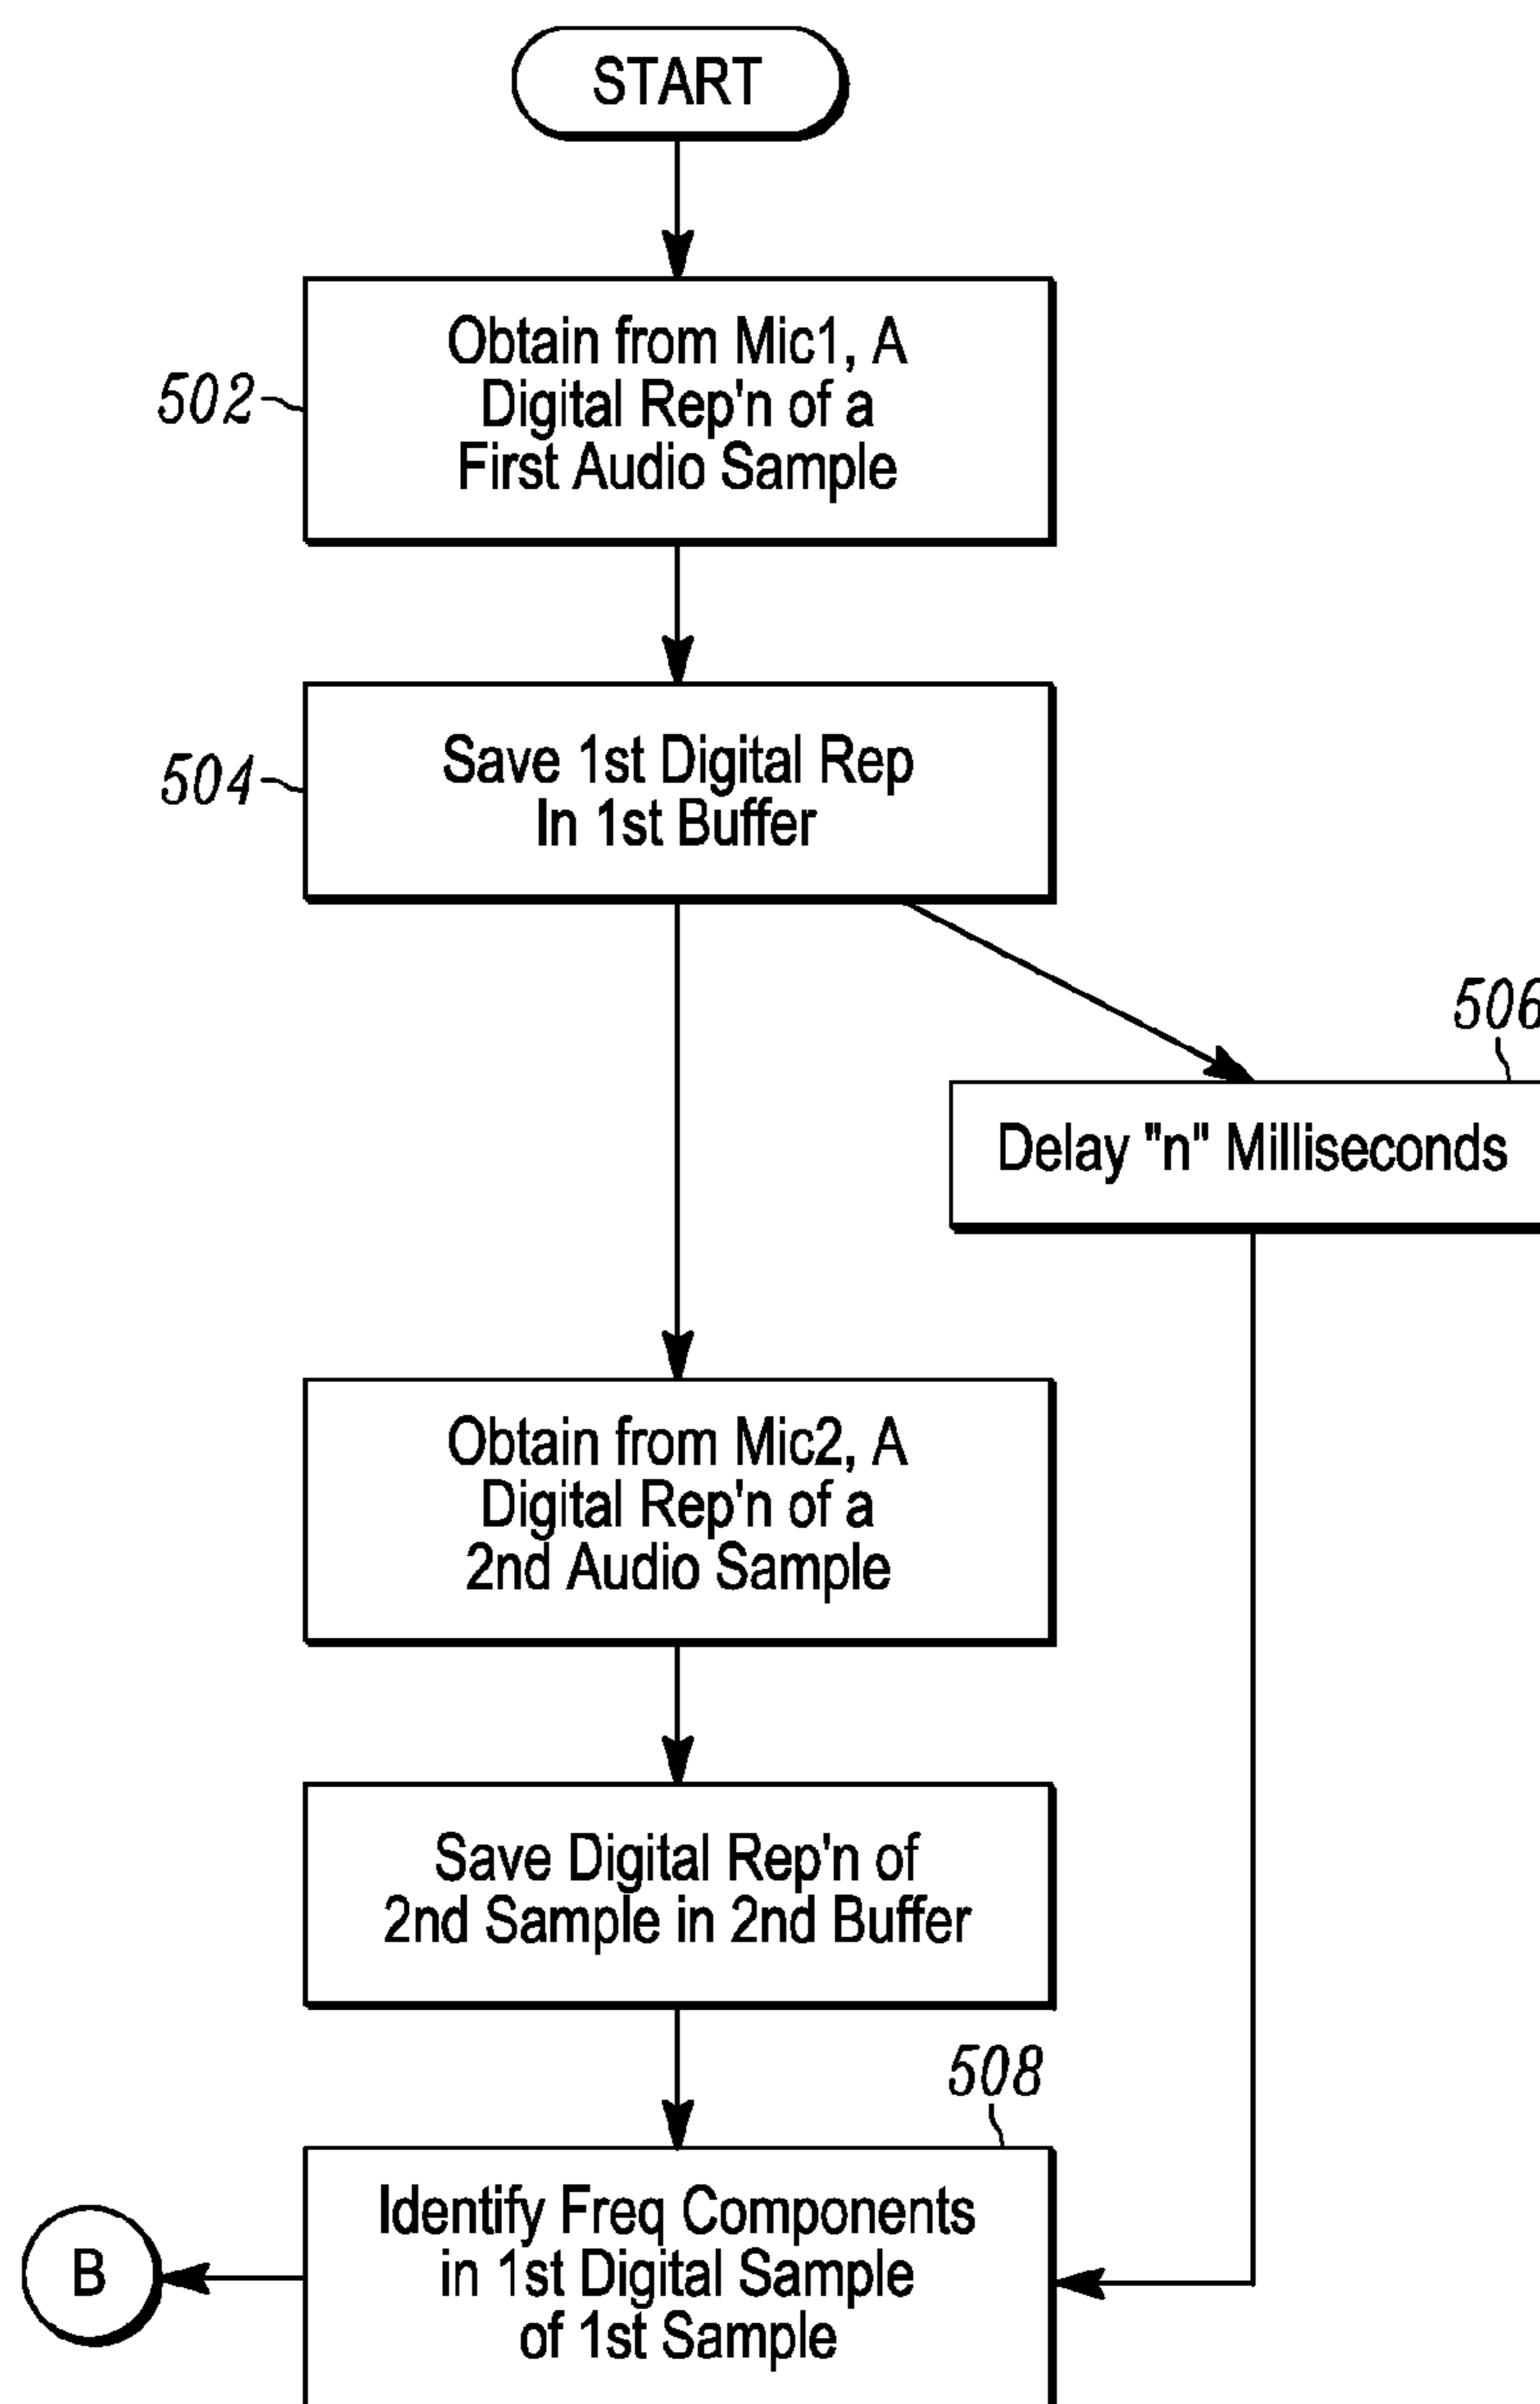 START
502
Obtain from Mic1, A
Digital Rep'n of a
First Audio Sample
504
Save 1st Digital Rep
In 1st Buffer
506
Delay "n" Milliseconds
Obtain from Mic2, A
Digital Rep'n of a
2nd Audio Sample
Save Digital Rep'n of
2nd Sample in 2nd Buffer
508
Identify Freq Components
in 1st Digital Sample
of 1st Sample
B